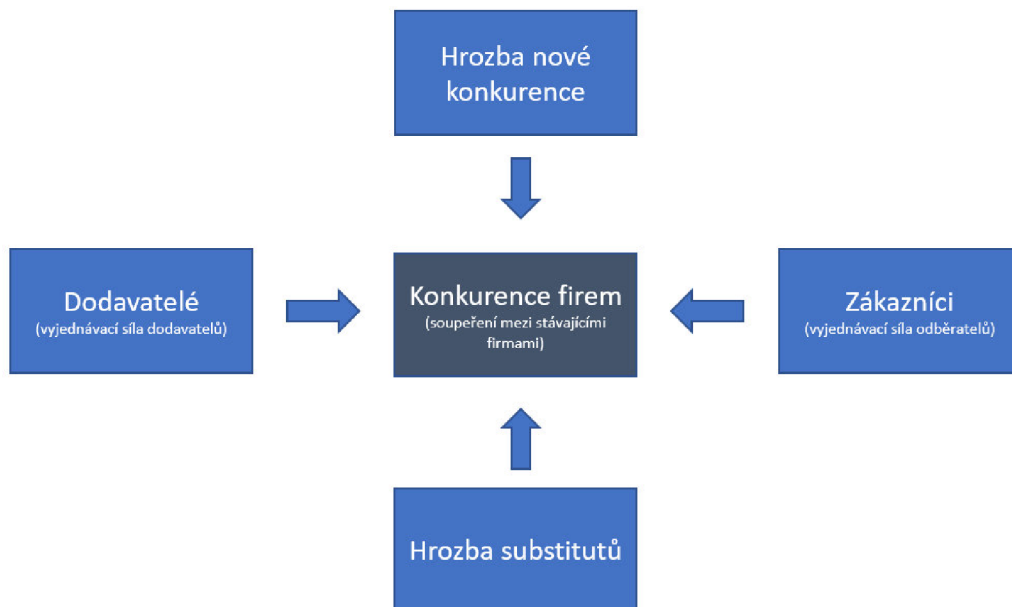 Hrozba nové
konkurence
Dodavatelé
(vyjednávací síla dodavatelů)
Konkurence firem
(soupeření mezi stávajícími
firmami)
Zákazníci
(vyjednávací síla odběratelů)
Hrozba substitutů